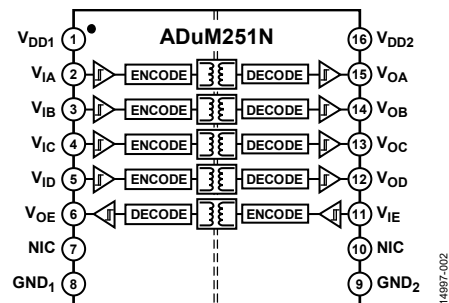 ADuM251N
VDD1 1 16 VDD2
VIA 2 ENCODE DECODE 15 VOA
VIB 3 ENCODE DECODE 14 VOB
VIC 4 ENCODE DECODE 13 VOC
VID 5 ENCODE DECODE 12 VOD
VOE 6 DECODE ENCODE 11 VIE
NIC 7 10 NIC
GND1 8 9 GND2
14997-002